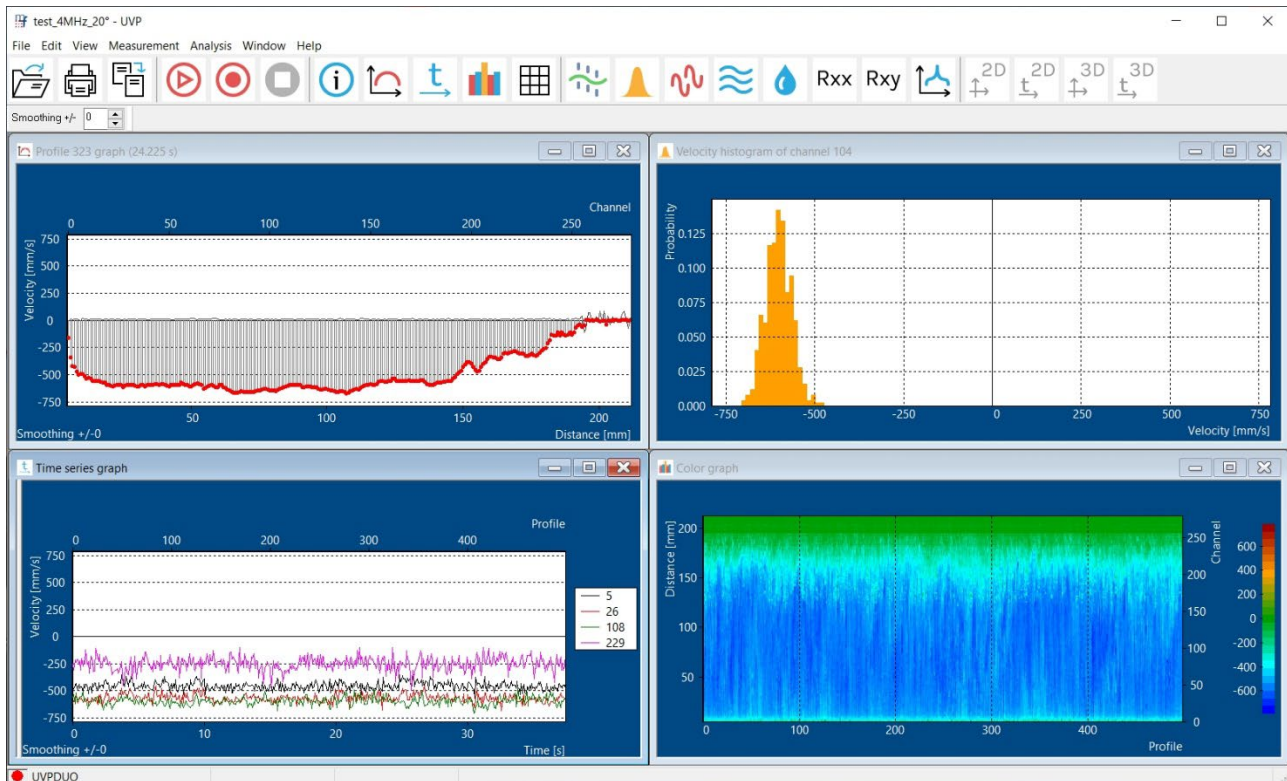 test_4MHz_20° - UVP
File Edit View Measurement Analysis Window Help
i t Rxx Rxy 2D t 2D 3D t 3D
Smoothing +/- 0
Profile 323 graph (24.225 s)
Channel
0 50 100 150 200 250
Velocity [mm/s]
750
500
250
0
-250
-500
-750
50 100 150 200
Smoothing +/-0 Distance [mm]
Velocity histogram of channel 104
Probability
0.125
0.100
0.075
0.050
0.025
0.000
-750 -500 -250 0 250 500 750
Velocity [mm/s]
t Time series graph
Profile
0 100 200 300 400
Velocity [mm/s]
750
500
250
0
-250
-500
-750
5
26
108
229
0 10 20 30
Smoothing +/-0 Time [s]
Color graph
Distance [mm]
200
150
100
50
Channel
250
200
150
100
50
0
600
400
200
0
-200
-400
-600
0 100 200 300 400
Profile
UVPDUO